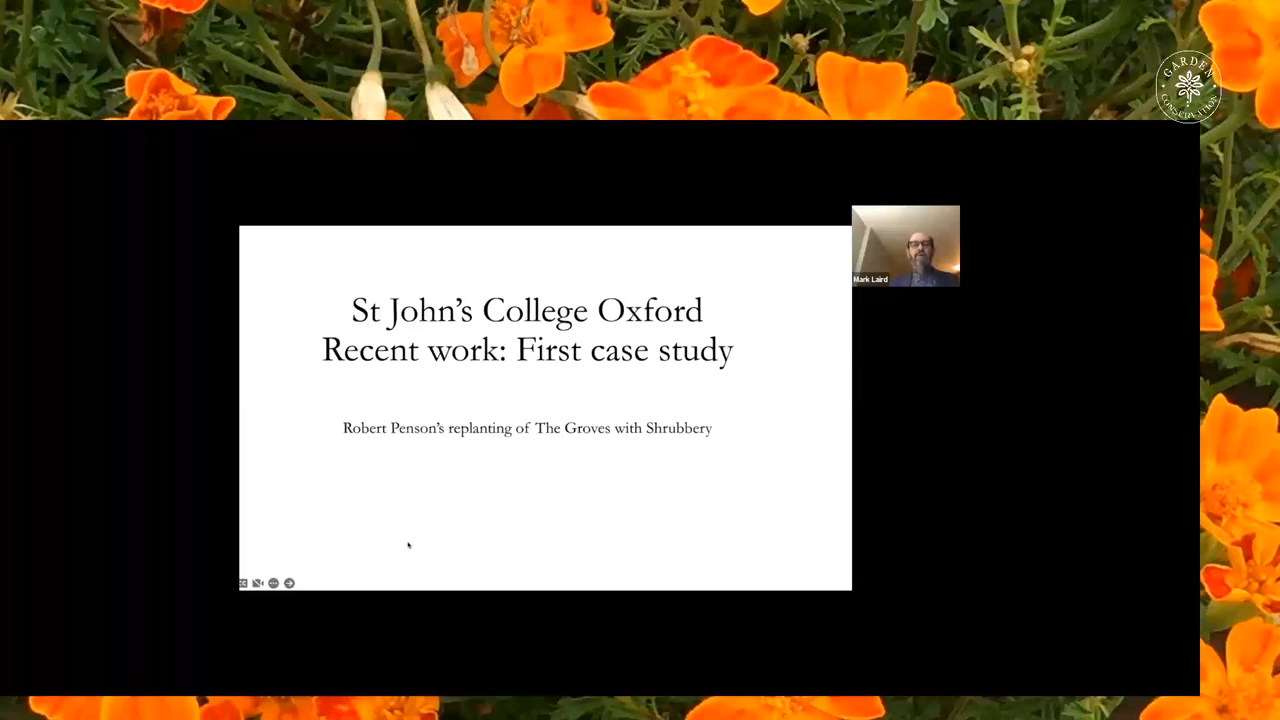 GARDEN
CONSERVATION
Mark Laird
St John's College Oxford
Recent work: First case study
Robert Penson's replanting of The Groves with Shrubbery